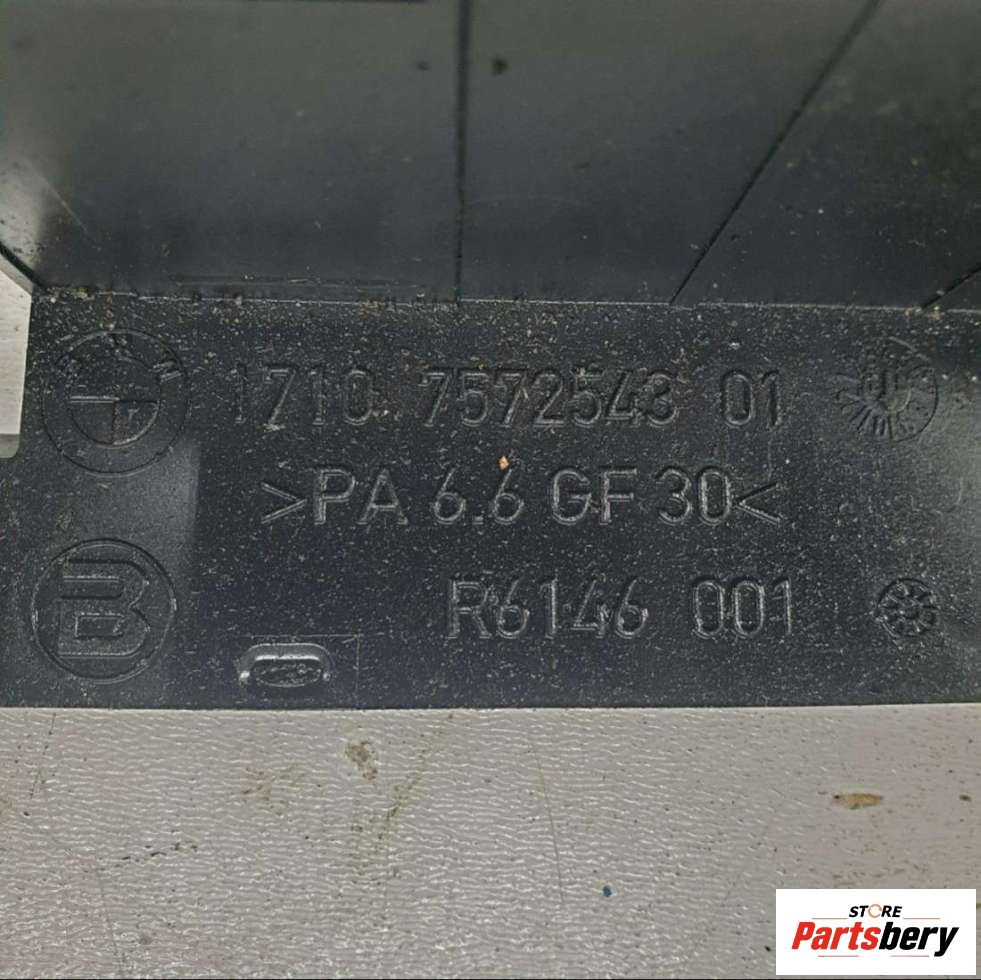 1710 7572543 01
>PA 6.6 GF 30<
B
R6146 001
STORE
Partsbery